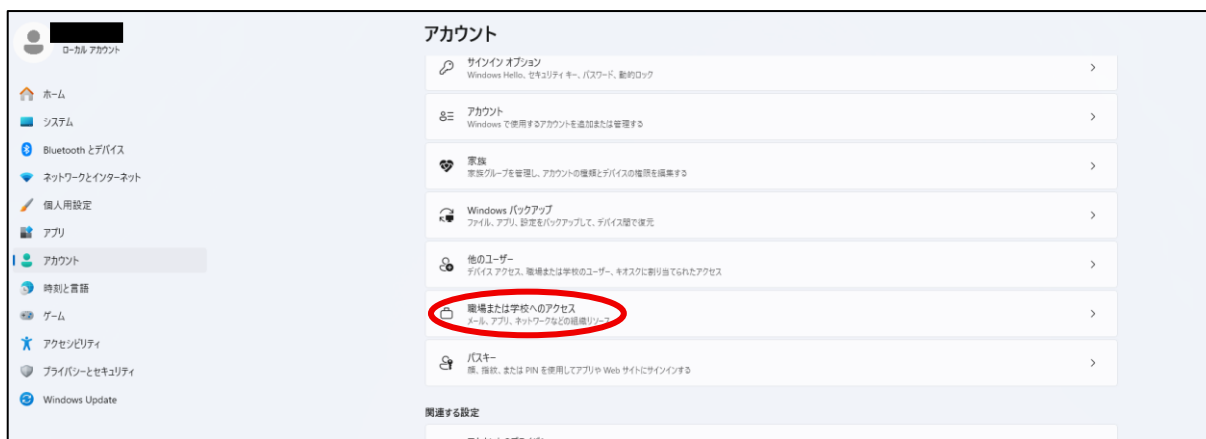 ローカル アカウント
ホーム
システム
Bluetooth とデバイス
ネットワークとインターネット
個人用設定
アプリ
アカウント
時刻と言語
ゲーム
アクセシビリティ
プライバシーとセキュリティ
Windows Update
アカウント
サインイン オプション
Windows Hello、セキュリティ キー、パスワード、動的ロック
アカウント
Windows で使用するアカウントを追加または管理する
家族
家族グループを管理し、アカウントの種類とデバイスの権限を編集する
Windows バックアップ
ファイル、アプリ、設定をバックアップして、デバイス間で復元
他のユーザー
デバイス アクセス、職場または学校のユーザー、キオスクに割り当てられたアクセス
職場または学校へのアクセス
メール、アプリ、ネットワークなどの組織リソース
パスキー
顔、指紋、または PIN を使用してアプリや Web サイトにサインインする
関連する設定